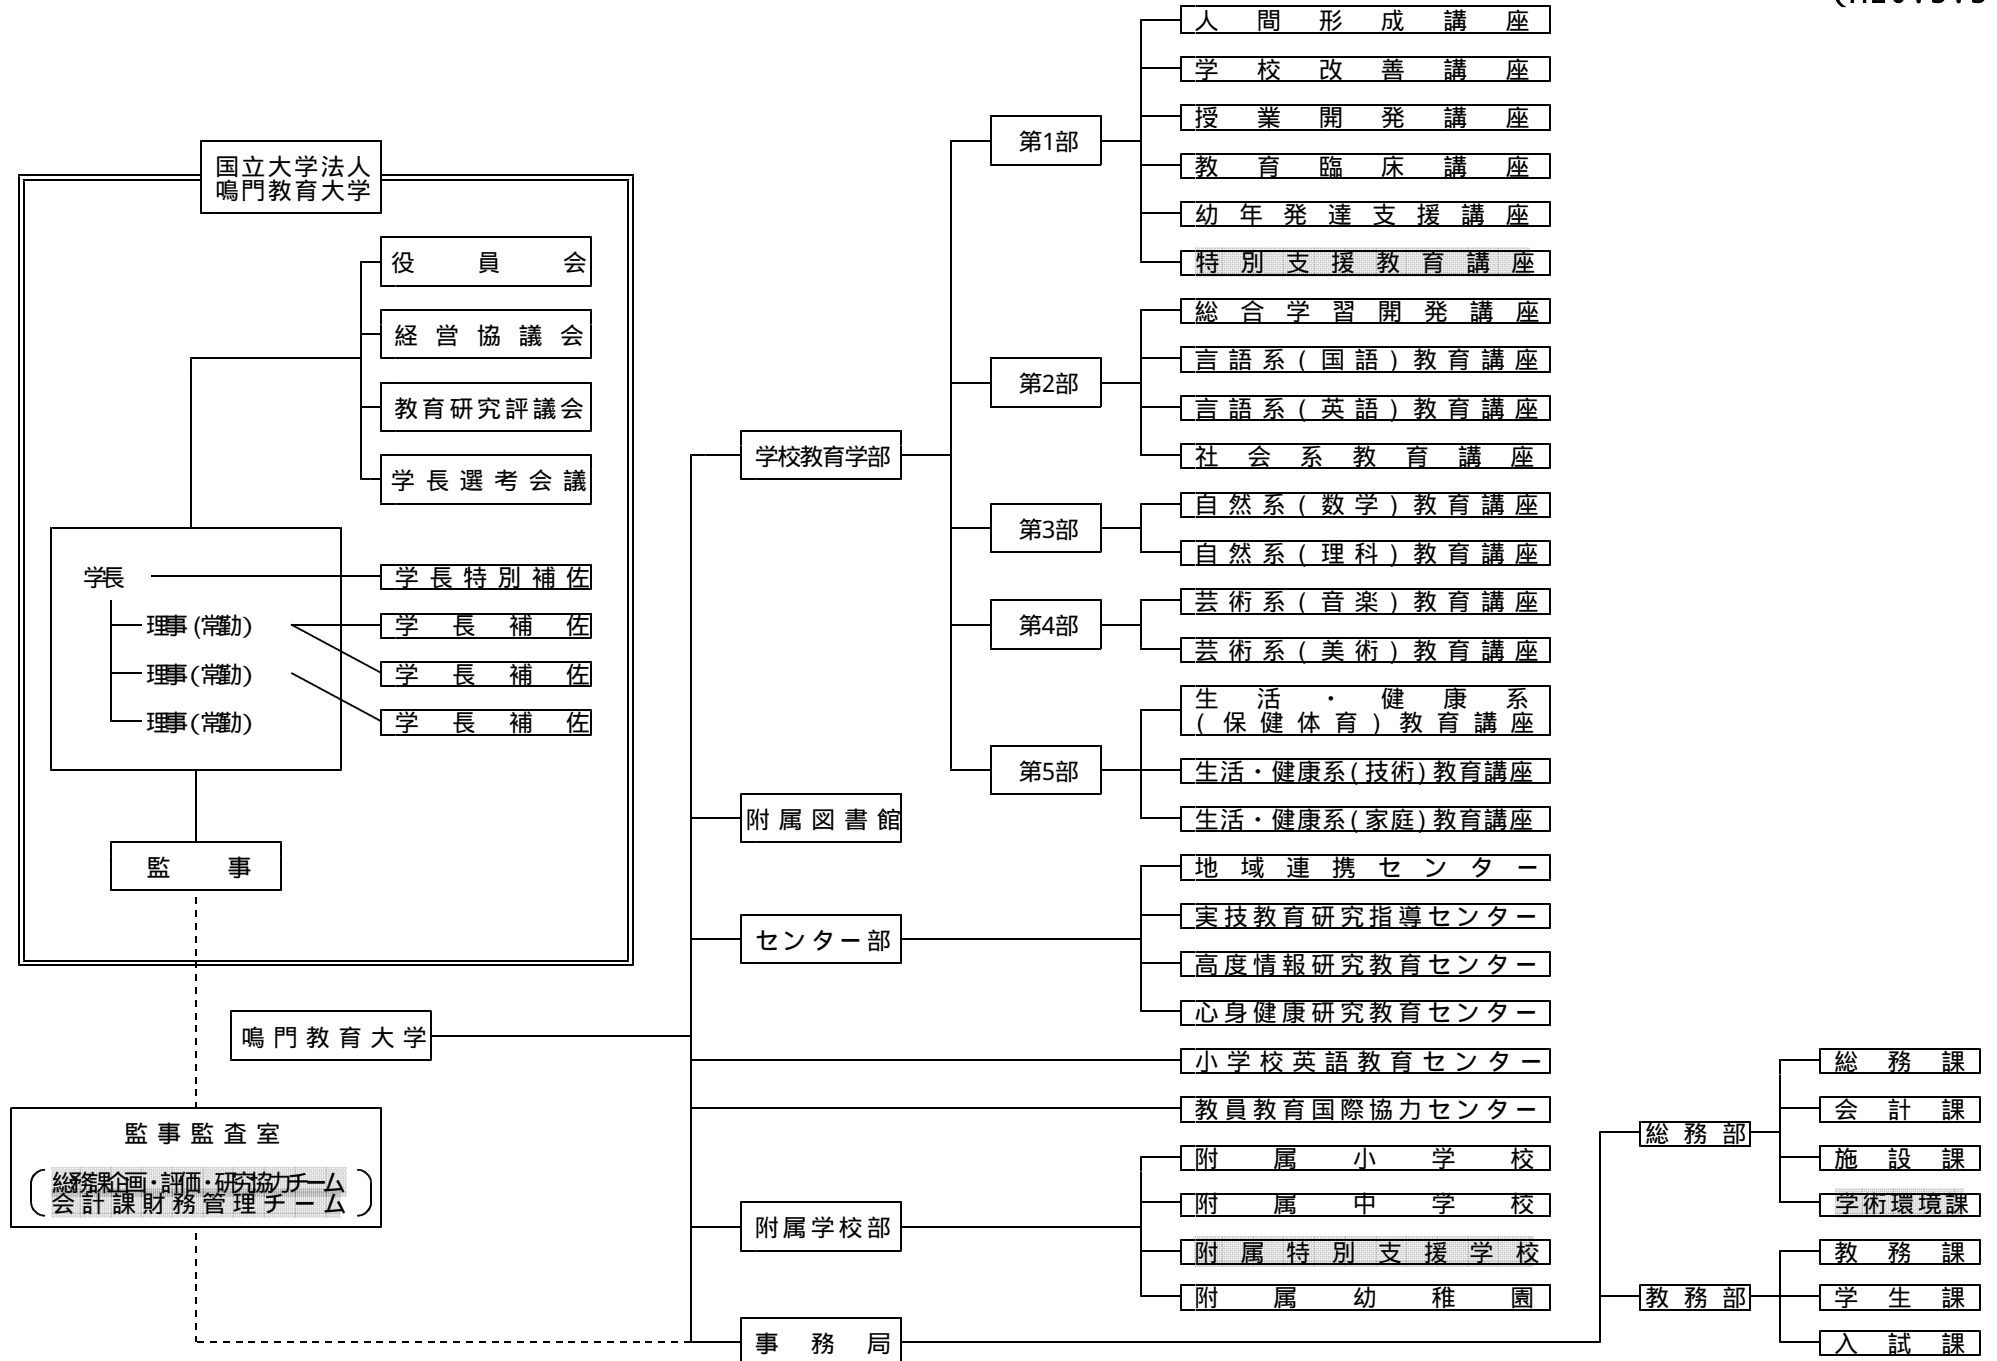 人間形成講座
学校改善講座
授業開発講座
教育臨床講座
幼年発達支援講座
特別支援教育講座
第1部
国立大学法人
鳴門教育大学
役員会
経営協議会
教育研究評議会
学長選考会議
学長
学長特別補佐
理事(常勤)
学長補佐
学長補佐
理事(常勤)
学長補佐
理事(常勤)
監事
鳴門教育大学
監事監査室
総務課企画・評価・研究協力チーム
会計課財務管理チーム
学校教育学部
第2部
総合学習開発講座
言語系(国語)教育講座
言語系(英語)教育講座
社会系教育講座
第3部
自然系(数学)教育講座
自然系(理科)教育講座
第4部
芸術系(音楽)教育講座
芸術系(美術)教育講座
第5部
生活・健康系
(保健体育)教育講座
生活・健康系(技術)教育講座
生活・健康系(家庭)教育講座
附属図書館
センター部
地域連携センター
実技教育研究指導センター
高度情報研究教育センター
心身健康研究教育センター
小学校英語教育センター
教員教育国際協力センター
附属学校部
附属小学校
附属中学校
附属特別支援学校
附属幼稚園
事務局
総務部
総務課
会計課
施設課
学術環境課
教務部
教務課
学生課
入試課